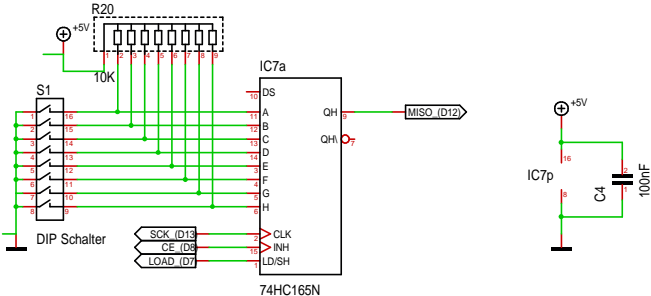 R20
+5V
1 2 3 4 5 6 7 8 9
10K
IC7a
S1
10 DS
1 16 11 A QH 9 MISO_(D12)
2 15 12 B
3 14 13 C QH\ 7
4 13 14 D
5 12 3 E
6 11 4 F
7 10 5 G
8 9 6 H
DIP Schalter
SCK_(D13 2 CLK
CE_(D8 15 INH
LOAD_(D7 1 LD/SH
74HC165N
+5V
16
IC7p
8
C4
2
1
100nF